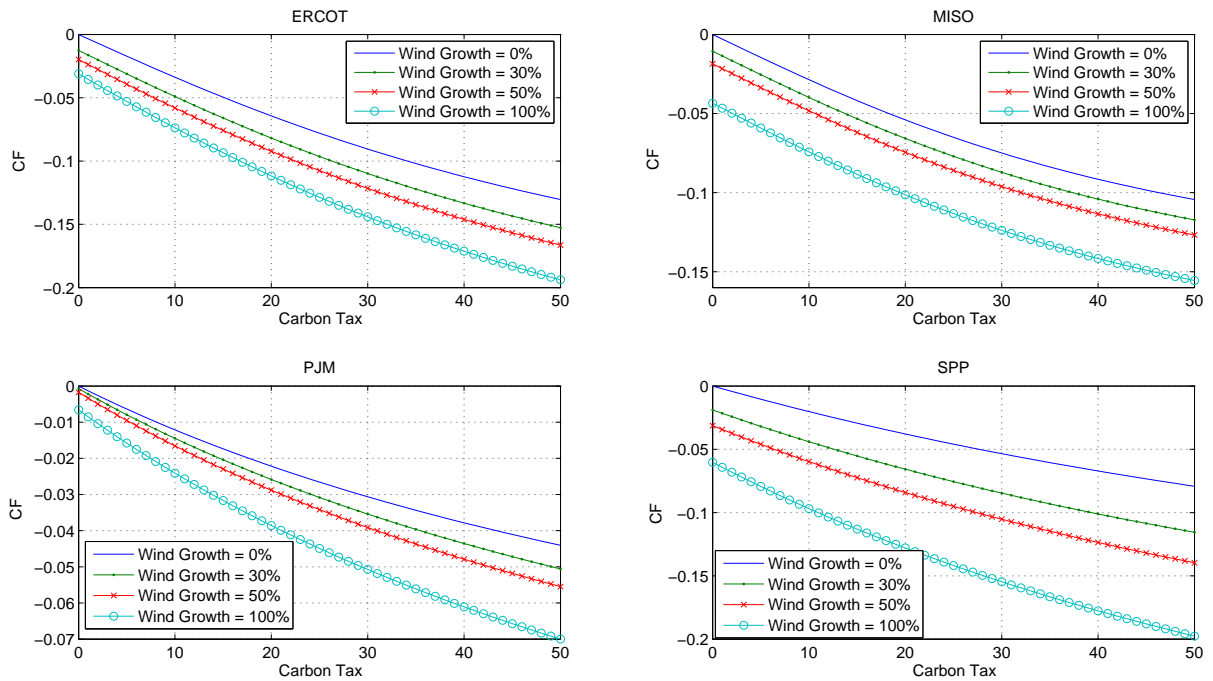 ERCOT
0
−0.05
−0.1
−0.15
−0.2
CF
Wind Growth = 0%
Wind Growth = 30%
Wind Growth = 50%
Wind Growth = 100%
0 10 20 30 40 50
Carbon Tax
MISO
0
−0.05
−0.1
−0.15
CF
Wind Growth = 0%
Wind Growth = 30%
Wind Growth = 50%
Wind Growth = 100%
0 10 20 30 40 50
Carbon Tax
PJM
0
−0.01
−0.02
−0.03
−0.04
−0.05
−0.06
−0.07
CF
Wind Growth = 0%
Wind Growth = 30%
Wind Growth = 50%
Wind Growth = 100%
0 10 20 30 40 50
Carbon Tax
SPP
0
−0.05
−0.1
−0.15
−0.2
CF
Wind Growth = 0%
Wind Growth = 30%
Wind Growth = 50%
Wind Growth = 100%
0 10 20 30 40 50
Carbon Tax